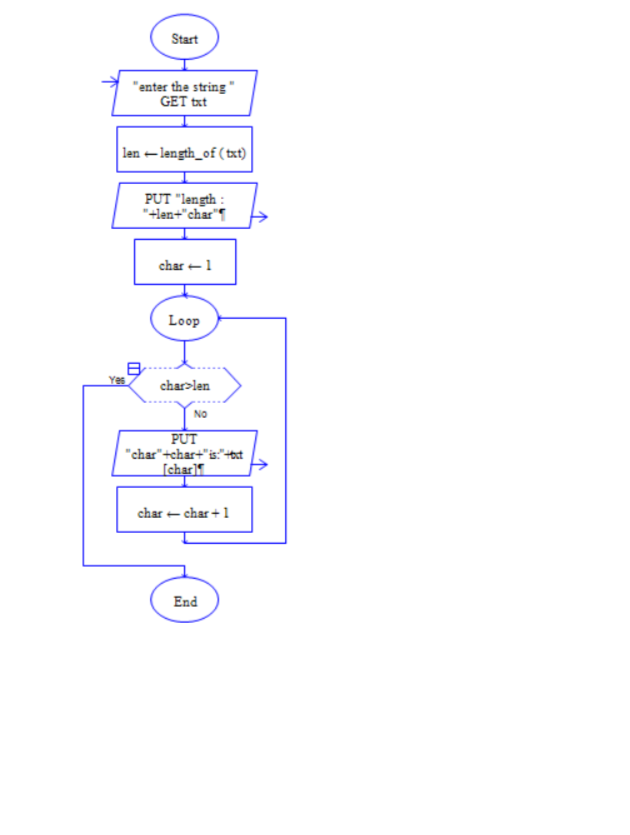 Start
"enter the string "
GET txt
len ← length_of ( txt)
PUT "length :
"+len+"char"¶
char ← 1
Loop
Yes
char>len
No
PUT
"char"+char+"is:"+txt
[char]¶
char ← char + 1
End